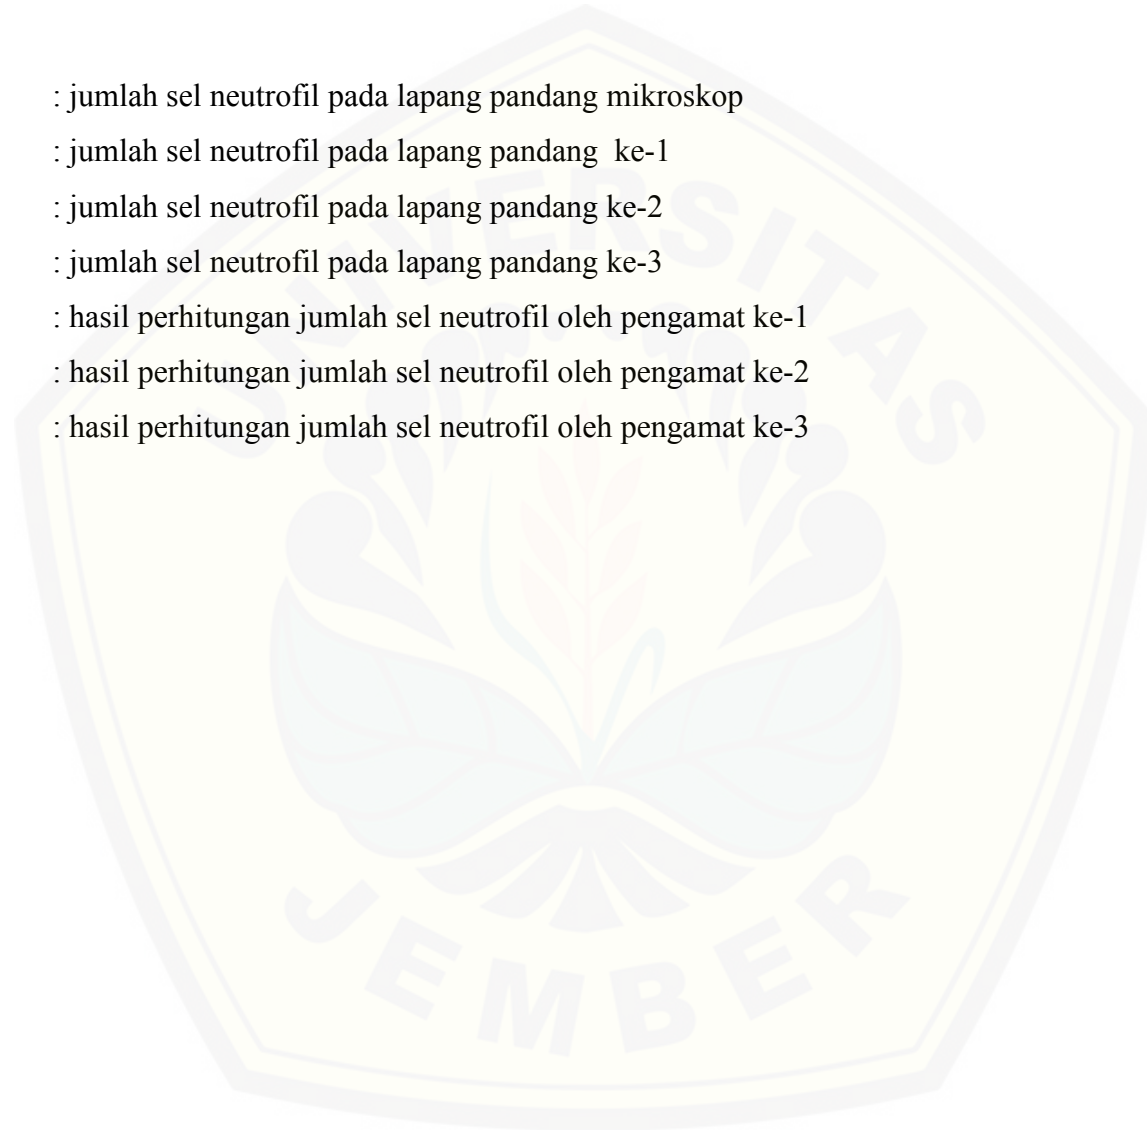 : jumlah sel neutrofil pada lapang pandang mikroskop
: jumlah sel neutrofil pada lapang pandang  ke-1
: jumlah sel neutrofil pada lapang pandang ke-2
: jumlah sel neutrofil pada lapang pandang ke-3
: hasil perhitungan jumlah sel neutrofil oleh pengamat ke-1
: hasil perhitungan jumlah sel neutrofil oleh pengamat ke-2
: hasil perhitungan jumlah sel neutrofil oleh pengamat ke-3
UNIVERSITAS
JEMBER